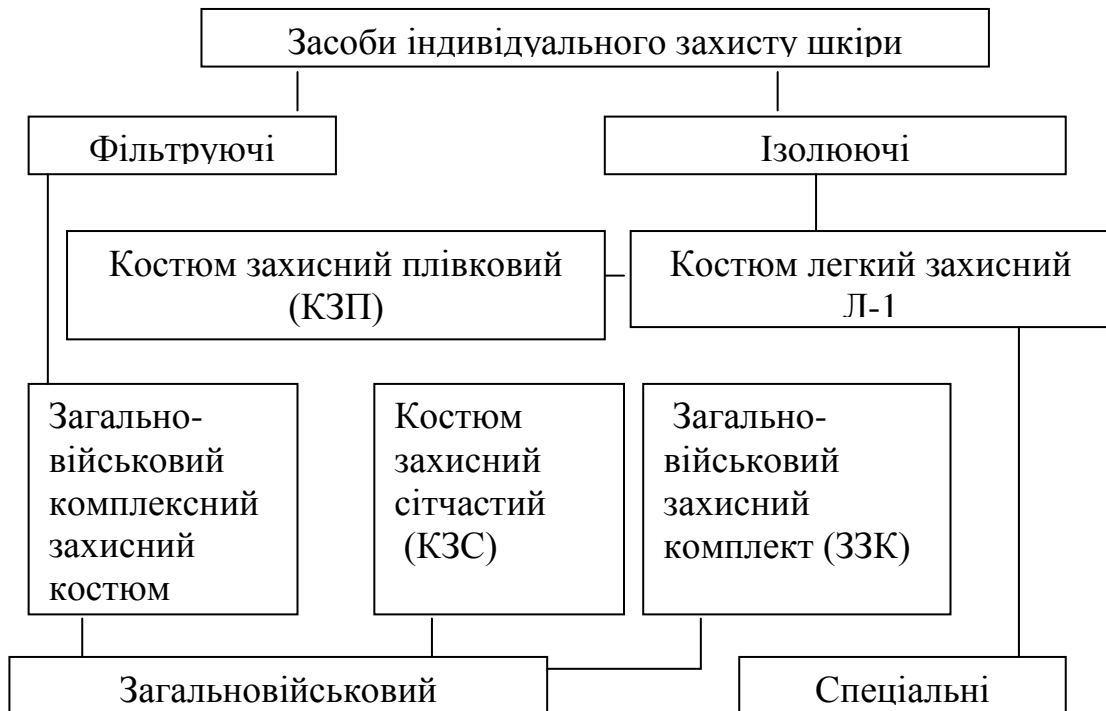 Засоби індивідуального захисту шкіри
Фільтруючі
Ізолюючі
Костюм захисний плівковий
(КЗП)
Костюм легкий захисний
Л-1
Загально-
військовий
комплексний
захисний
костюм
Костюм
захисний
сітчастий
(КЗС)
Загально-
військовий
захисний
комплект (ЗЗК)
Загальновійськовий
Спеціальні